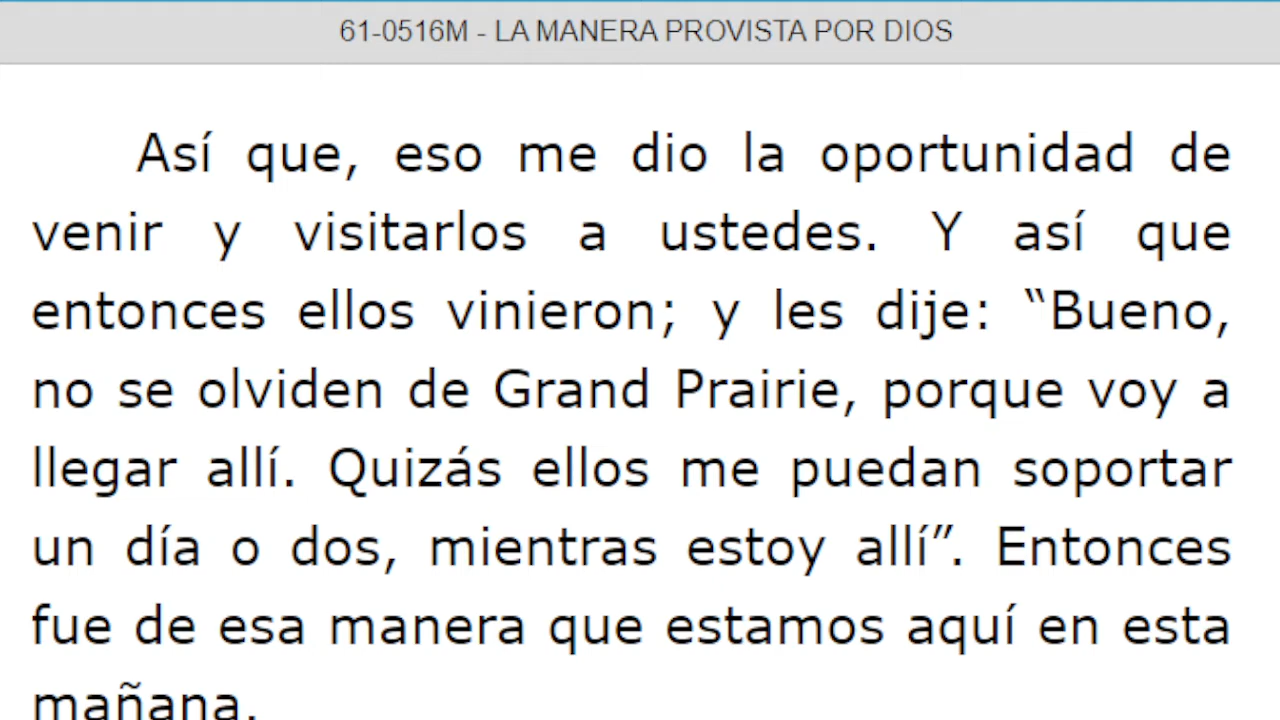 61-0516M - LA MANERA PROVISTA POR DIOS
Así que, eso me dio la oportunidad de
venir y visitarlos a ustedes. Y así que
entonces ellos vinieron; y les dije: “Bueno,
no se olviden de Grand Prairie, porque voy a
llegar allí. Quizás ellos me puedan soportar
un día o dos, mientras estoy allí”. Entonces
fue de esa manera que estamos aquí en esta
mañana.